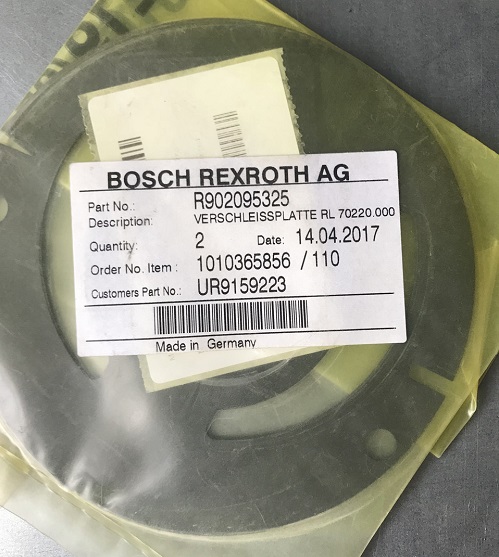 BOSCH REXROTH AG
Part No.: R902095325
Description: VERSCHLEISSPLATTE RL 70220.000
Quantity: 2 Date: 14.04.2017
Order No. Item : 1010365856 / 110
Customers Part No.: UR9159223
Made in Germany